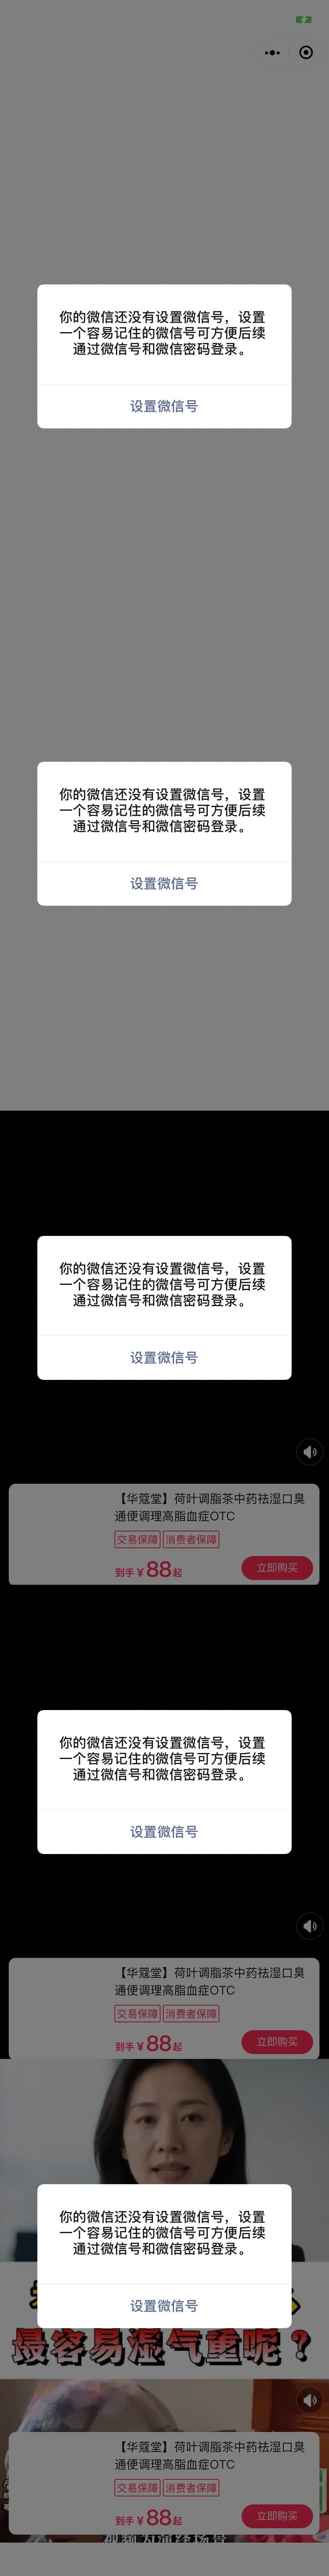 你的微信还没有设置微信号，设置
一个容易记住的微信号可方便后续
通过微信号和微信密码登录。
设置微信号
你的微信还没有设置微信号，设置
一个容易记住的微信号可方便后续
通过微信号和微信密码登录。
设置微信号
你的微信还没有设置微信号，设置
一个容易记住的微信号可方便后续
通过微信号和微信密码登录。
设置微信号
【华蔻堂】荷叶调脂茶中药祛湿口臭
通便调理高脂血症OTC
交易保障 消费者保障
到手¥88起
立即购买
你的微信还没有设置微信号，设置
一个容易记住的微信号可方便后续
通过微信号和微信密码登录。
设置微信号
【华蔻堂】荷叶调脂茶中药祛湿口臭
通便调理高脂血症OTC
交易保障 消费者保障
到手¥88起
立即购买
你的微信还没有设置微信号，设置
一个容易记住的微信号可方便后续
通过微信号和微信密码登录。
设置微信号
最容易湿气重呢？
【华蔻堂】荷叶调脂茶中药祛湿口臭
通便调理高脂血症OTC
交易保障 消费者保障
到手¥88起
立即购买
视频为演绎场景